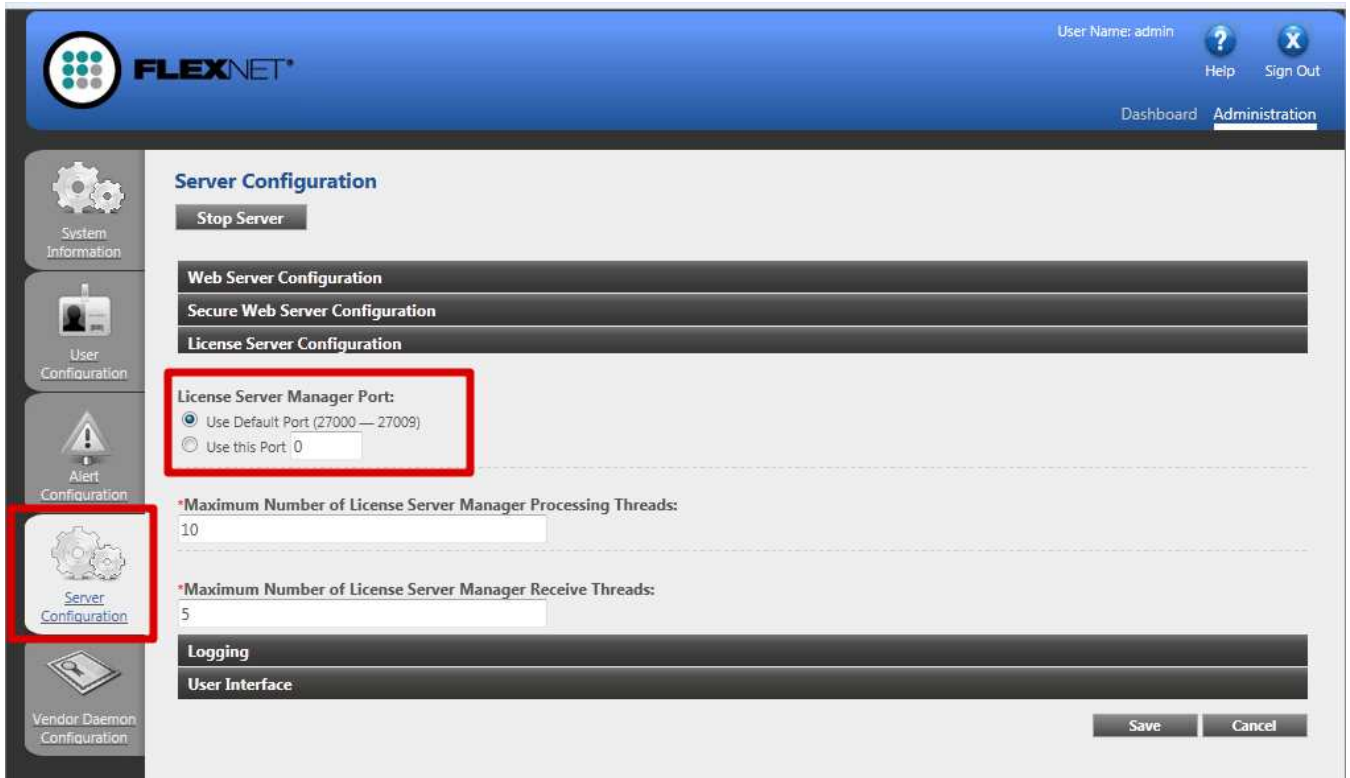 User Name: admin
Help
Sign Out
FLEXNET
Dashboard Administration
System
Information
User
Configuration
Alert
Configuration
Server
Configuration
Vendor Daemon
Configuration
Server Configuration
Stop Server
Web Server Configuration
Secure Web Server Configuration
License Server Configuration
License Server Manager Port:
Use Default Port (27000 — 27009)
Use this Port 0
*Maximum Number of License Server Manager Processing Threads:
10
*Maximum Number of License Server Manager Receive Threads:
5
Logging
User Interface
Save Cancel